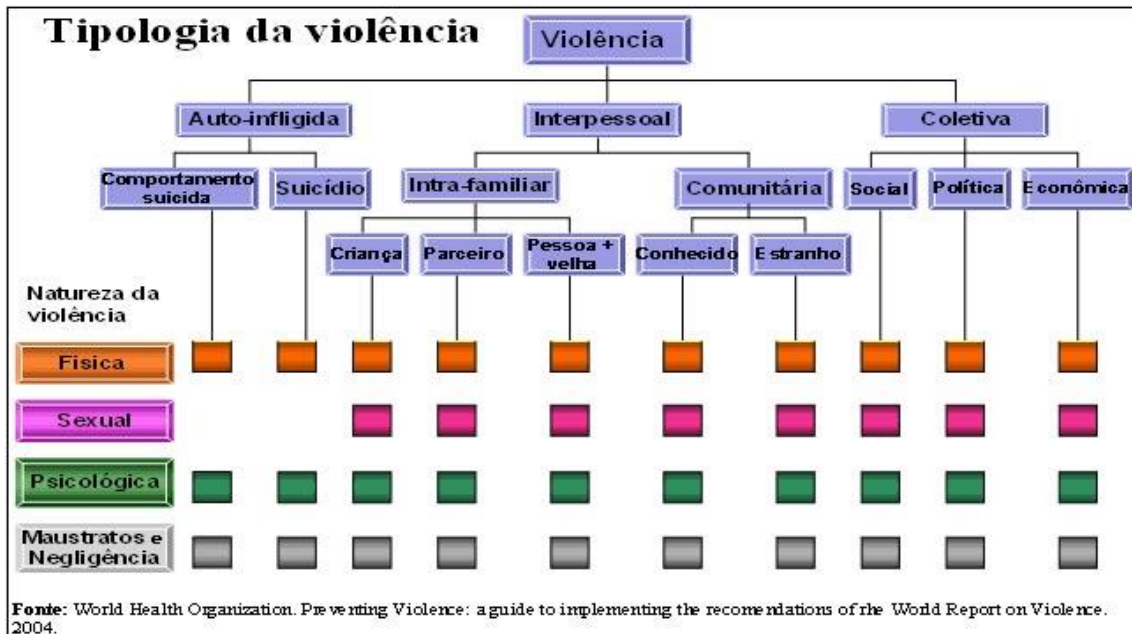 Tipologia da violência
Violência
Auto-infligida
Interpessoal
Coletiva
Comportamento
suicida
Suicídio
Intra-familiar
Comunitária
Social
Política
Econômica
Criança
Parceiro
Pessoa +
velha
Conhecido
Estranho
Natureza da
violência
Física
Sexual
Psicológica
Maustratos e
Negligência
Fonte: World Health Organization. Preventing Violence: a guide to implementing the recomendations of rhe World Report on Violence.
2004.